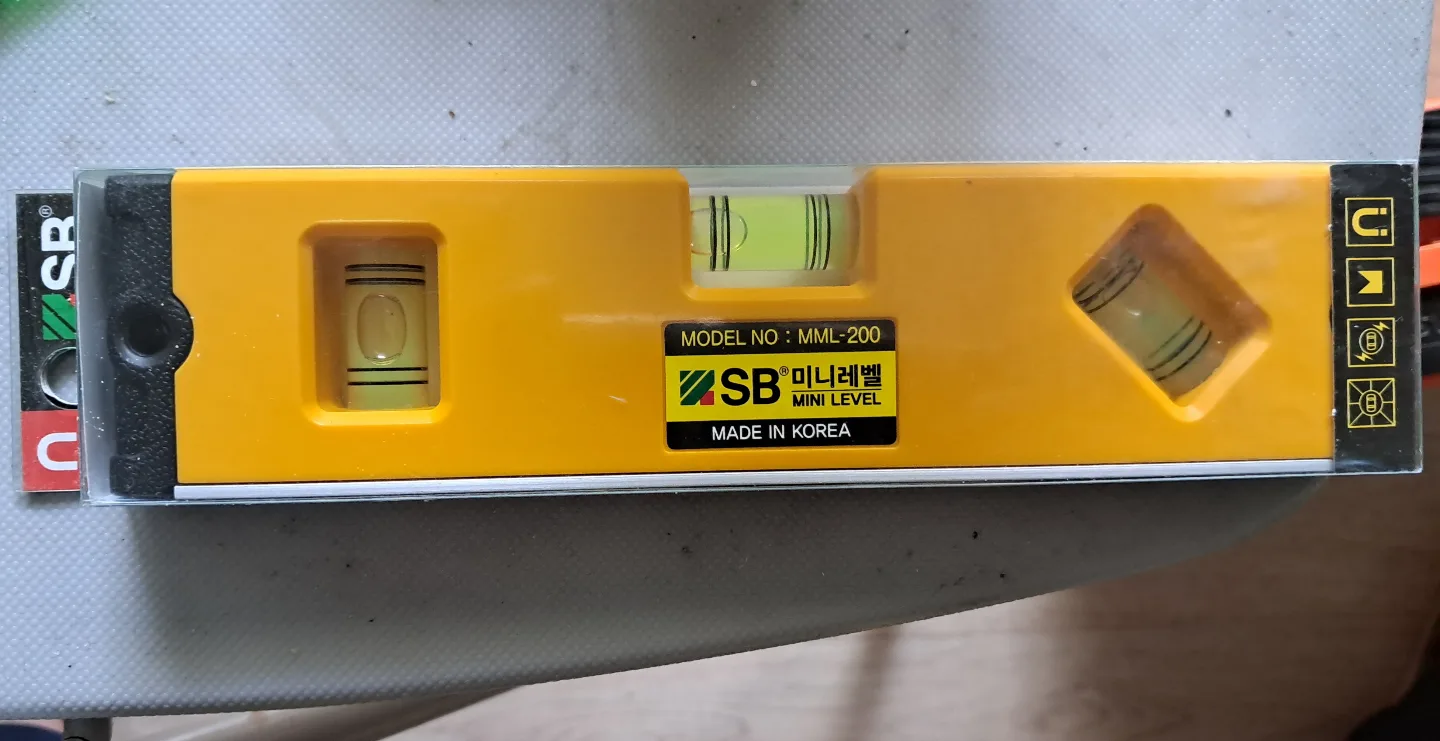 SB®
MODEL NO : MML-200
SB® 미니레벨
MINI LEVEL
MADE IN KOREA